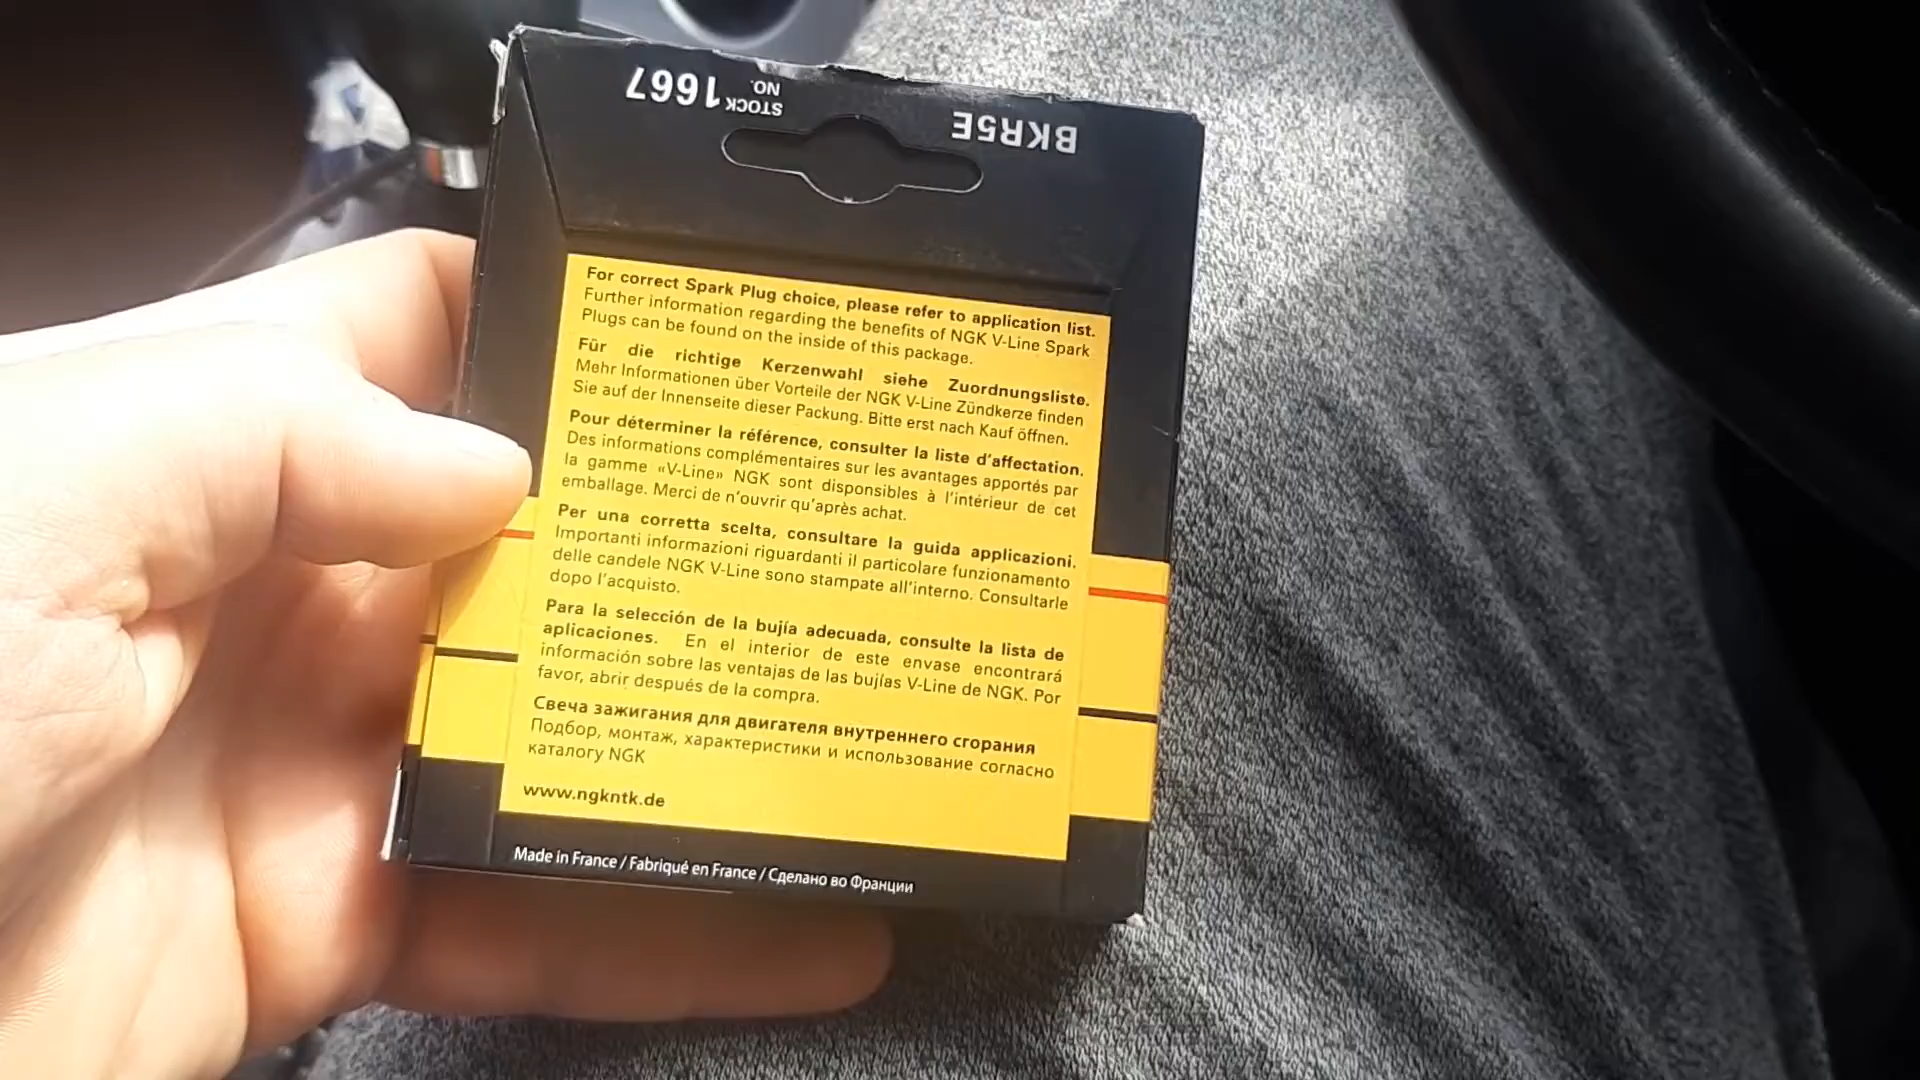 BKR5E
STOCK NO. 1667
For correct Spark Plug choice, please refer to application list.
Further information regarding the benefits of NGK V-Line Spark
Plugs can be found on the inside of this package.
Für die richtige Kerzenwahl siehe Zuordnungsliste.
Mehr Informationen über Vorteile der NGK V-Line Zündkerze finden
Sie auf der Innenseite dieser Packung. Bitte erst nach Kauf öffnen.
Pour déterminer la référence, consulter la liste d'affectation.
Des informations complémentaires sur les avantages apportés par
la gamme «V-Line» NGK sont disponsibles à l'intérieur de cet
emballage. Merci de n'ouvrir qu'après achat.
Per una corretta scelta, consultare la guida applicazioni.
Importanti informazioni riguardanti il particolare funzionamento
delle candele NGK V-Line sono stampate all'interno. Consultarle
dopo l'acquisto.
Para la selección de la bujía adecuada, consulte la lista de
aplicaciones. En el interior de este envase encontrará
información sobre las ventajas de las bujías V-Line de NGK. Por
favor, abrir después de la compra.
Свеча зажигания для двигателя внутреннего сгорания
Подбор, монтаж, характеристики и использование согласно
каталогу NGK
www.ngkntk.de
Made in France / Fabriqué en France / Сделано во Франции